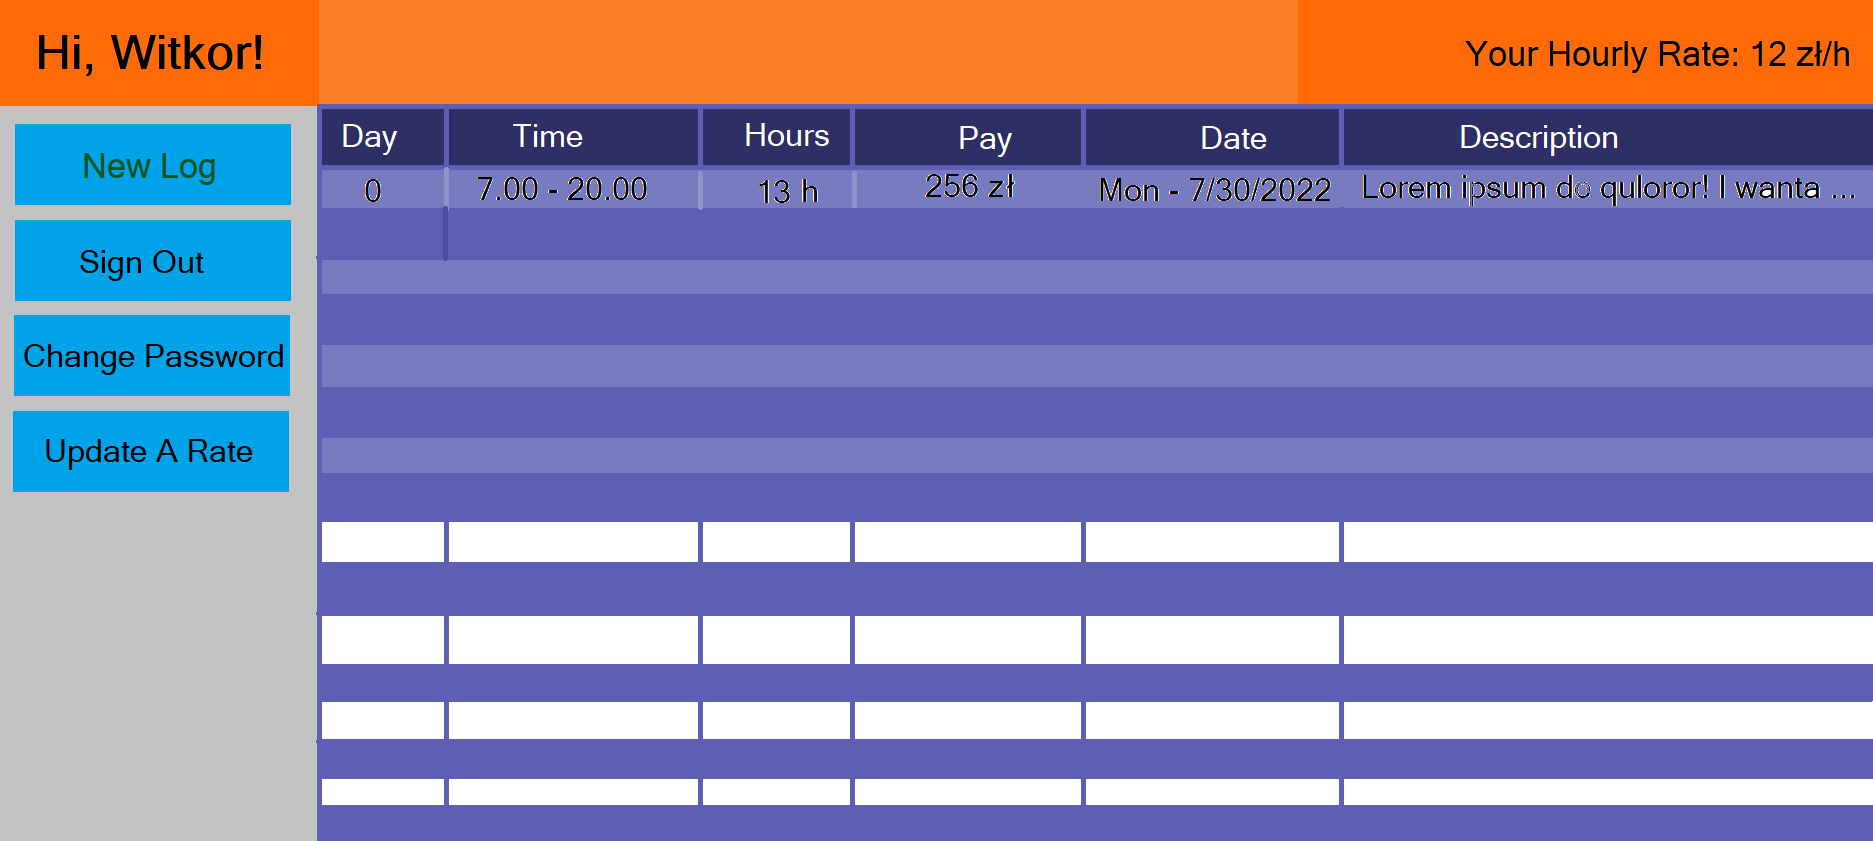 Hi, Witkor!
Your Hourly Rate: 12 zł/h
New Log
Sign Out
Change Password
Update A Rate
Day Time Hours Pay Date Description
0 7.00 - 20.00 13 h 256 zł Mon - 7/30/2022 Lorem ipsum do quloror! I wanta ...